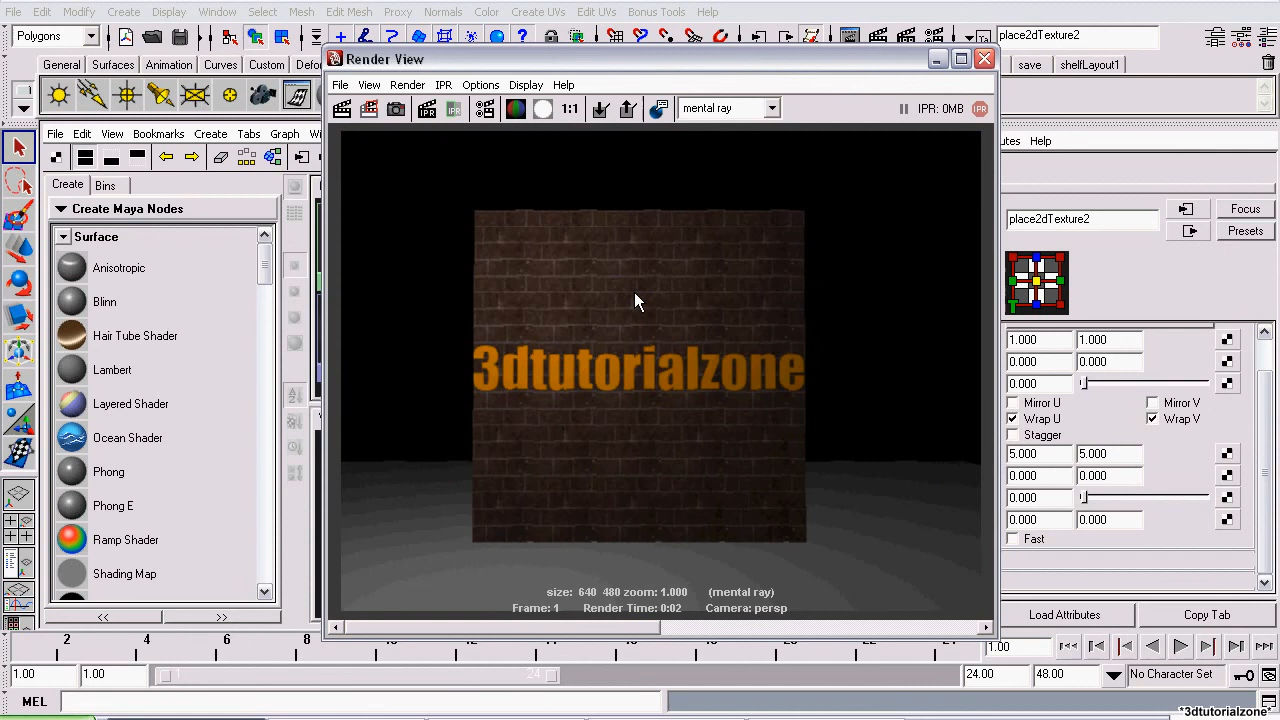 File Edit Modify Create Display Window Select Mesh Edit Mesh Proxy Normals Color Create UVs Edit UVs Bonus Tools Help
Polygons
place2dTexture2
Render View
General Surfaces Animation Curves Custom
save shelfLayout1
File View Render IPR Options Display Help
1:1
mental ray
IPR: 0MB
IPR
File Edit View Bookmarks Create Tabs Graph
Help
Create Bins
Create Maya Nodes
Surface
Anisotropic
Blinn
Hair Tube Shader
Lambert
Layered Shader
Ocean Shader
Phong
Phong E
Ramp Shader
Shading Map
3dtutorialzone
size: 640 480 zoom: 1.000 (mental ray)
Frame: 1 Render Time: 0:02 Camera: persp
place2dTexture2
Focus
Presets
1.000 1.000
0.000 0.000
0.000
Mirror U Mirror V
Wrap U Wrap V
Stagger
5.000 5.000
0.000 0.000
0.000
0.000 0.000
Fast
Load Attributes Copy Tab
2 4 6 8
1.00
1.00 1.00 1 24 24.00 48.00 No Character Set
MEL
*3dtutorialzone*